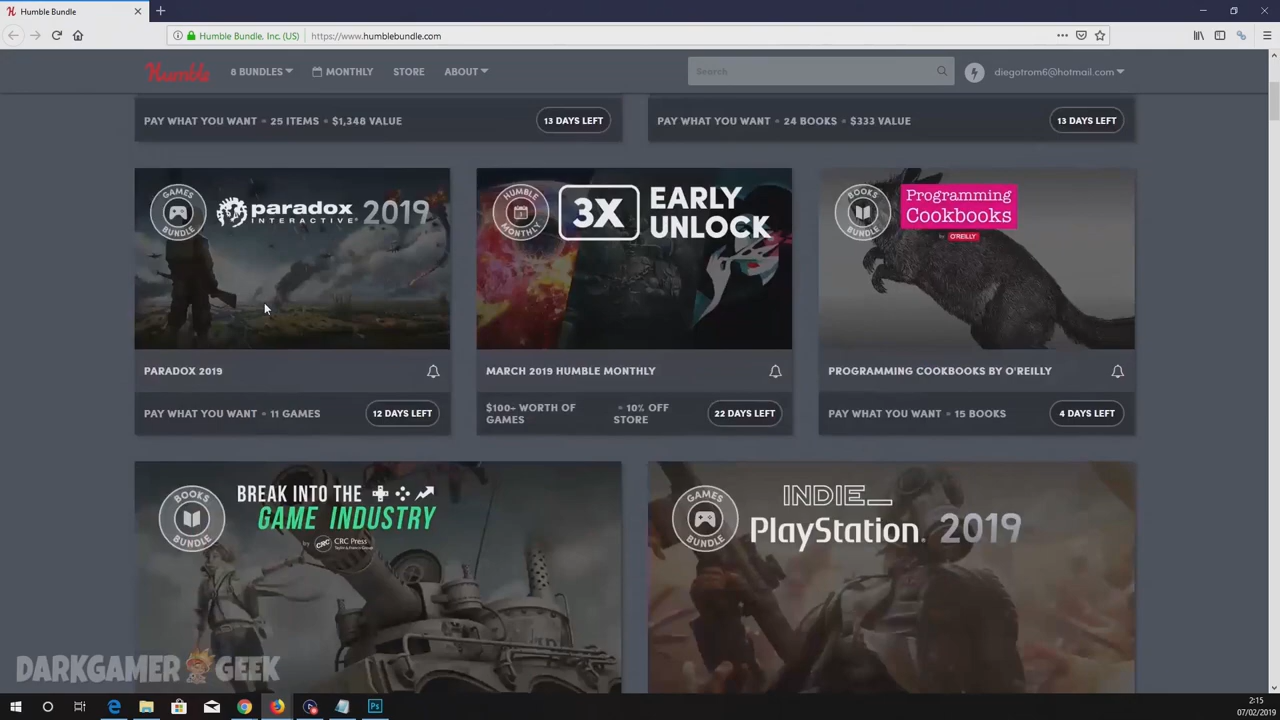 Humble Bundle
Humble Bundle, Inc. (US)
https://www.humblebundle.com
Humble
8 BUNDLES
MONTHLY
STORE
ABOUT
Search
diegotrom6@hotmail.com
PAY WHAT YOU WANT • 25 ITEMS • $1,348 VALUE
13 DAYS LEFT
PAY WHAT YOU WANT • 24 BOOKS • $333 VALUE
13 DAYS LEFT
GAMES
BUNDLE
paradox
INTERACTIVE
2019
HUMBLE
MONTHLY
3X
EARLY
UNLOCK
BOOKS
BUNDLE
Programming
Cookbooks
by O'REILLY
PARADOX 2019
MARCH 2019 HUMBLE MONTHLY
PROGRAMMING COOKBOOKS BY O'REILLY
PAY WHAT YOU WANT • 11 GAMES
12 DAYS LEFT
$100+ WORTH OF
GAMES
• 10% OFF
STORE
22 DAYS LEFT
PAY WHAT YOU WANT • 15 BOOKS
4 DAYS LEFT
BOOKS
BUNDLE
BREAK INTO THE
GAME INDUSTRY
by CRC CRC Press
GAMES
BUNDLE
INDIE_
PlayStation. 2019
DARKGAMER GEEK
Ps
2:15
07/02/2019